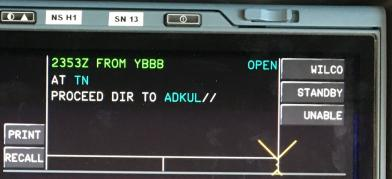 NS H1
SN 13
2353Z FROM YBBB OPEN
WILCO
AT TN
STANDBY
PROCEED DIR TO ADKUL//
UNABLE
PRINT
RECALL